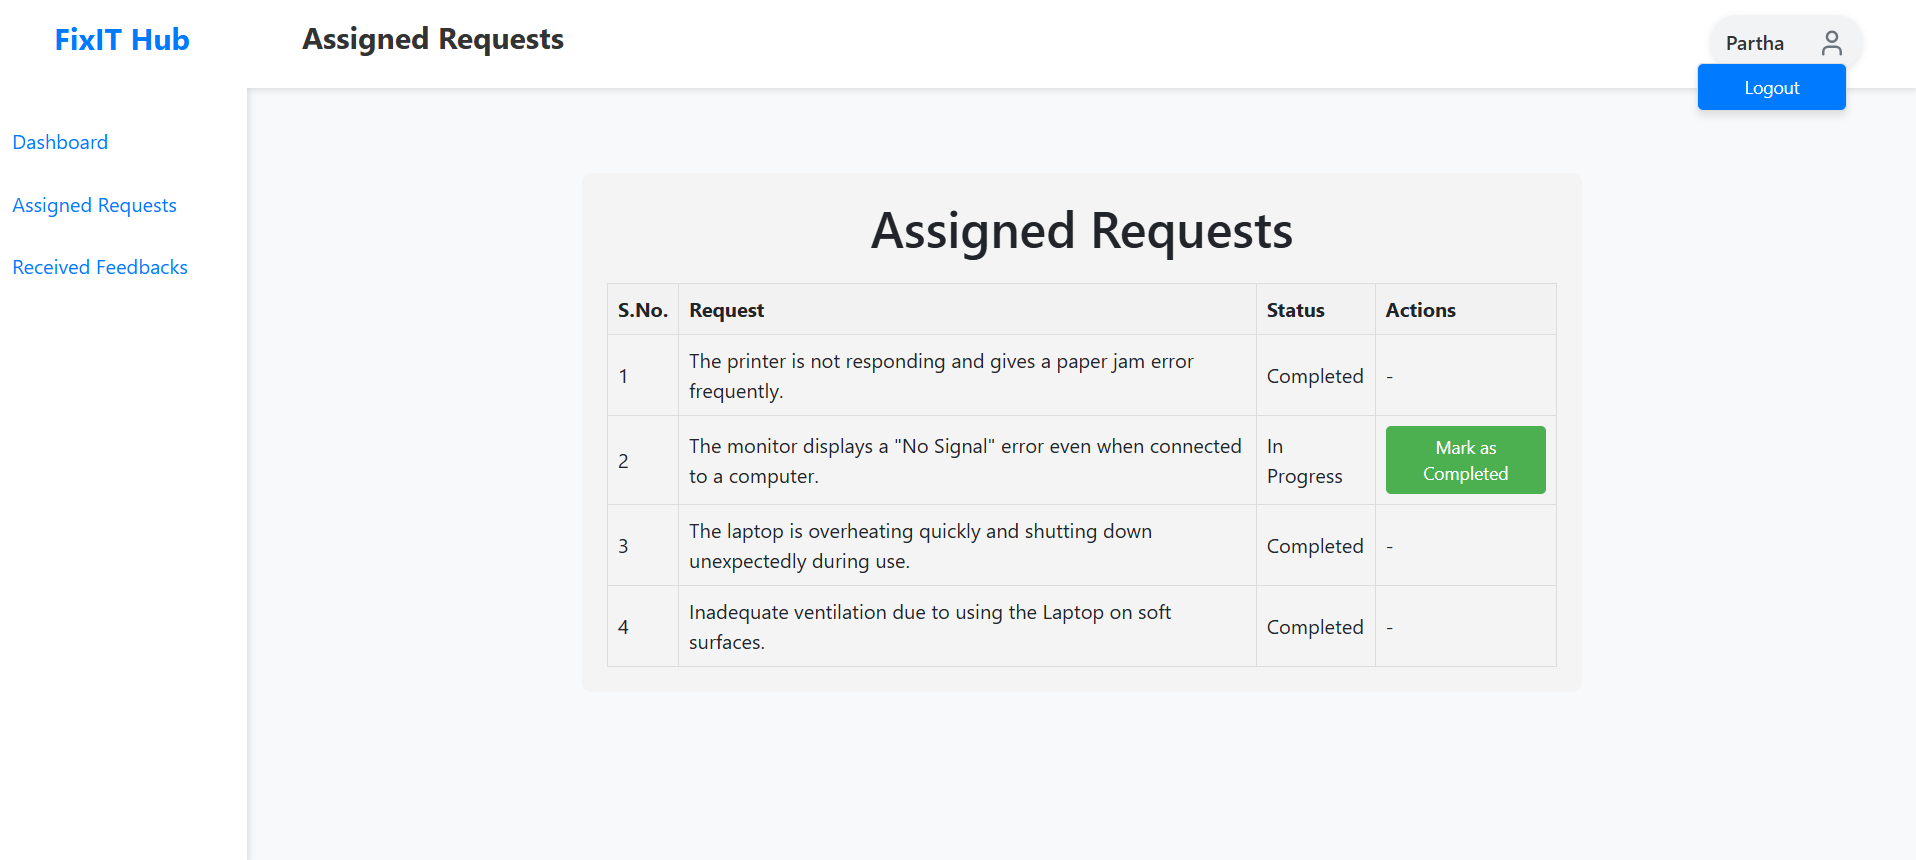 FixIT Hub
Assigned Requests
Partha
Logout
Dashboard
Assigned Requests
Received Feedbacks
Assigned Requests
S.No. Request Status Actions
1 The printer is not responding and gives a paper jam error
frequently. Completed -
2 The monitor displays a "No Signal" error even when connected
to a computer. In
Progress Mark as
Completed
3 The laptop is overheating quickly and shutting down
unexpectedly during use. Completed -
4 Inadequate ventilation due to using the Laptop on soft
surfaces. Completed -